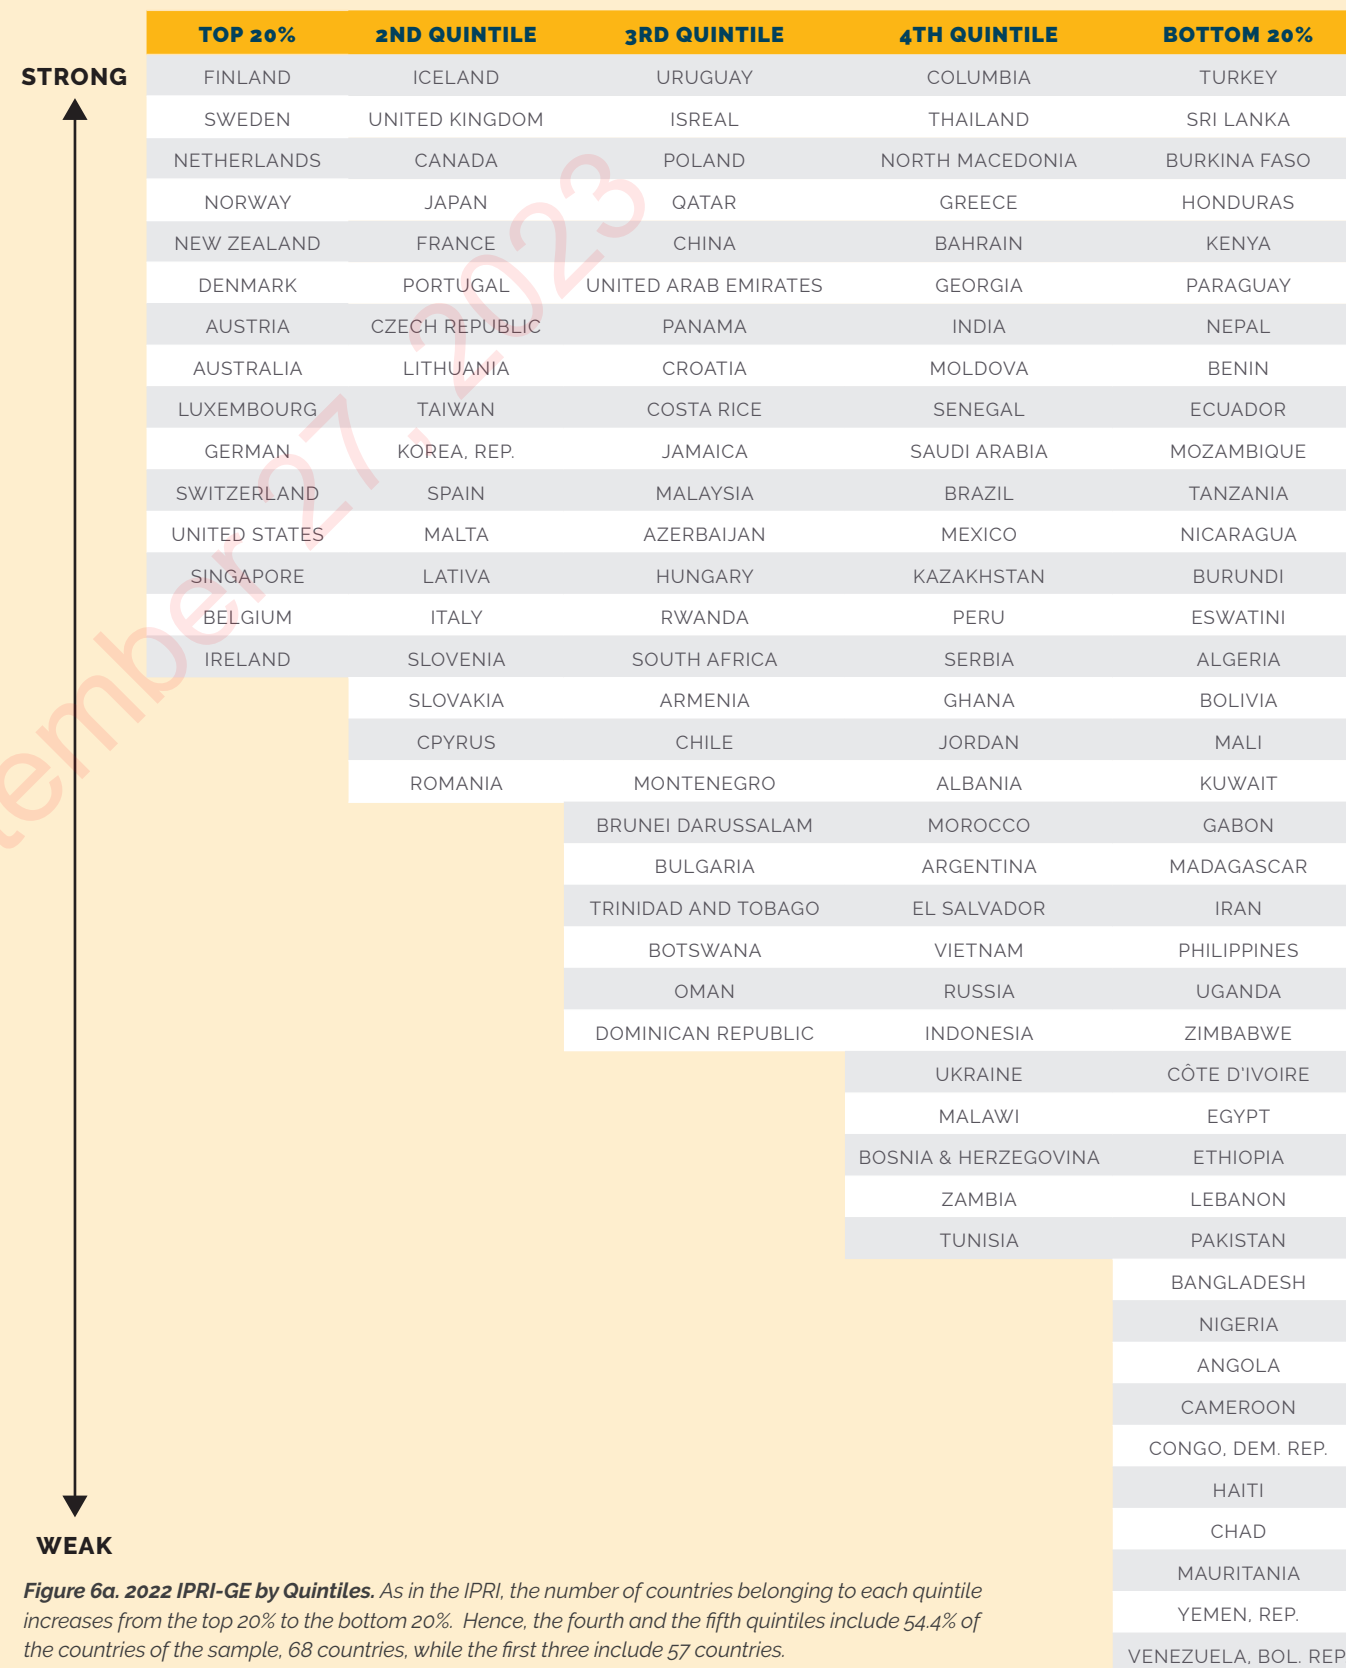 TOP 20% 2ND QUINTILE 3RD QUINTILE 4TH QUINTILE BOTTOM 20%
STRONG FINLAND ICELAND URUGUAY COLUMBIA TURKEY
SWEDEN UNITED KINGDOM ISREAL THAILAND SRI LANKA
NETHERLANDS CANADA POLAND NORTH MACEDONIA BURKINA FASO
NORWAY JAPAN QATAR GREECE HONDURAS
NEW ZEALAND FRANCE CHINA BAHRAIN KENYA
DENMARK PORTUGAL UNITED ARAB EMIRATES GEORGIA PARAGUAY
AUSTRIA CZECH REPUBLIC PANAMA INDIA NEPAL
AUSTRALIA LITHUANIA CROATIA MOLDOVA BENIN
LUXEMBOURG TAIWAN COSTA RICE SENEGAL ECUADOR
GERMAN KOREA, REP. JAMAICA SAUDI ARABIA MOZAMBIQUE
SWITZERLAND SPAIN MALAYSIA BRAZIL TANZANIA
UNITED STATES MALTA AZERBAIJAN MEXICO NICARAGUA
SINGAPORE LATIVA HUNGARY KAZAKHSTAN BURUNDI
BELGIUM ITALY RWANDA PERU ESWATINI
IRELAND SLOVENIA SOUTH AFRICA SERBIA ALGERIA
SLOVAKIA ARMENIA GHANA BOLIVIA
CPYRUS CHILE JORDAN MALI
ROMANIA MONTENEGRO ALBANIA KUWAIT
BRUNEI DARUSSALAM MOROCCO GABON
BULGARIA ARGENTINA MADAGASCAR
TRINIDAD AND TOBAGO EL SALVADOR IRAN
BOTSWANA VIETNAM PHILIPPINES
OMAN RUSSIA UGANDA
DOMINICAN REPUBLIC INDONESIA ZIMBABWE
UKRAINE CÔTE D'IVOIRE
MALAWI EGYPT
BOSNIA & HERZEGOVINA ETHIOPIA
ZAMBIA LEBANON
TUNISIA PAKISTAN
BANGLADESH
NIGERIA
ANGOLA
CAMEROON
CONGO, DEM. REP.
HAITI
CHAD
WEAK
MAURITANIA
YEMEN, REP.
VENEZUELA, BOL. REP
Figure 6a. 2022 IPRI-GE by Quintiles. As in the IPRI, the number of countries belonging to each quintile
increases from the top 20% to the bottom 20%. Hence, the fourth and the fifth quintiles include 54.4% of
the countries of the sample, 68 countries, while the first three include 57 countries.
tember 27, 2023